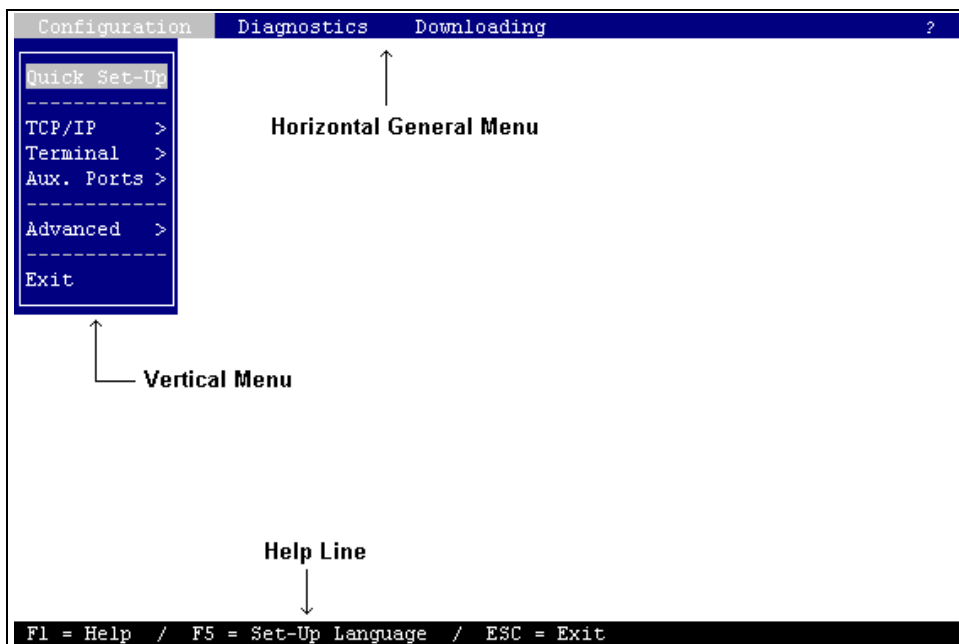 Configuration Diagnostics Downloading ?
Quick Set-Up
------------
TCP/IP >
Terminal >
Aux. Ports >
------------
Advanced >
------------
Exit
Horizontal General Menu
Vertical Menu
Help Line
F1 = Help / F5 = Set-Up Language / ESC = Exit